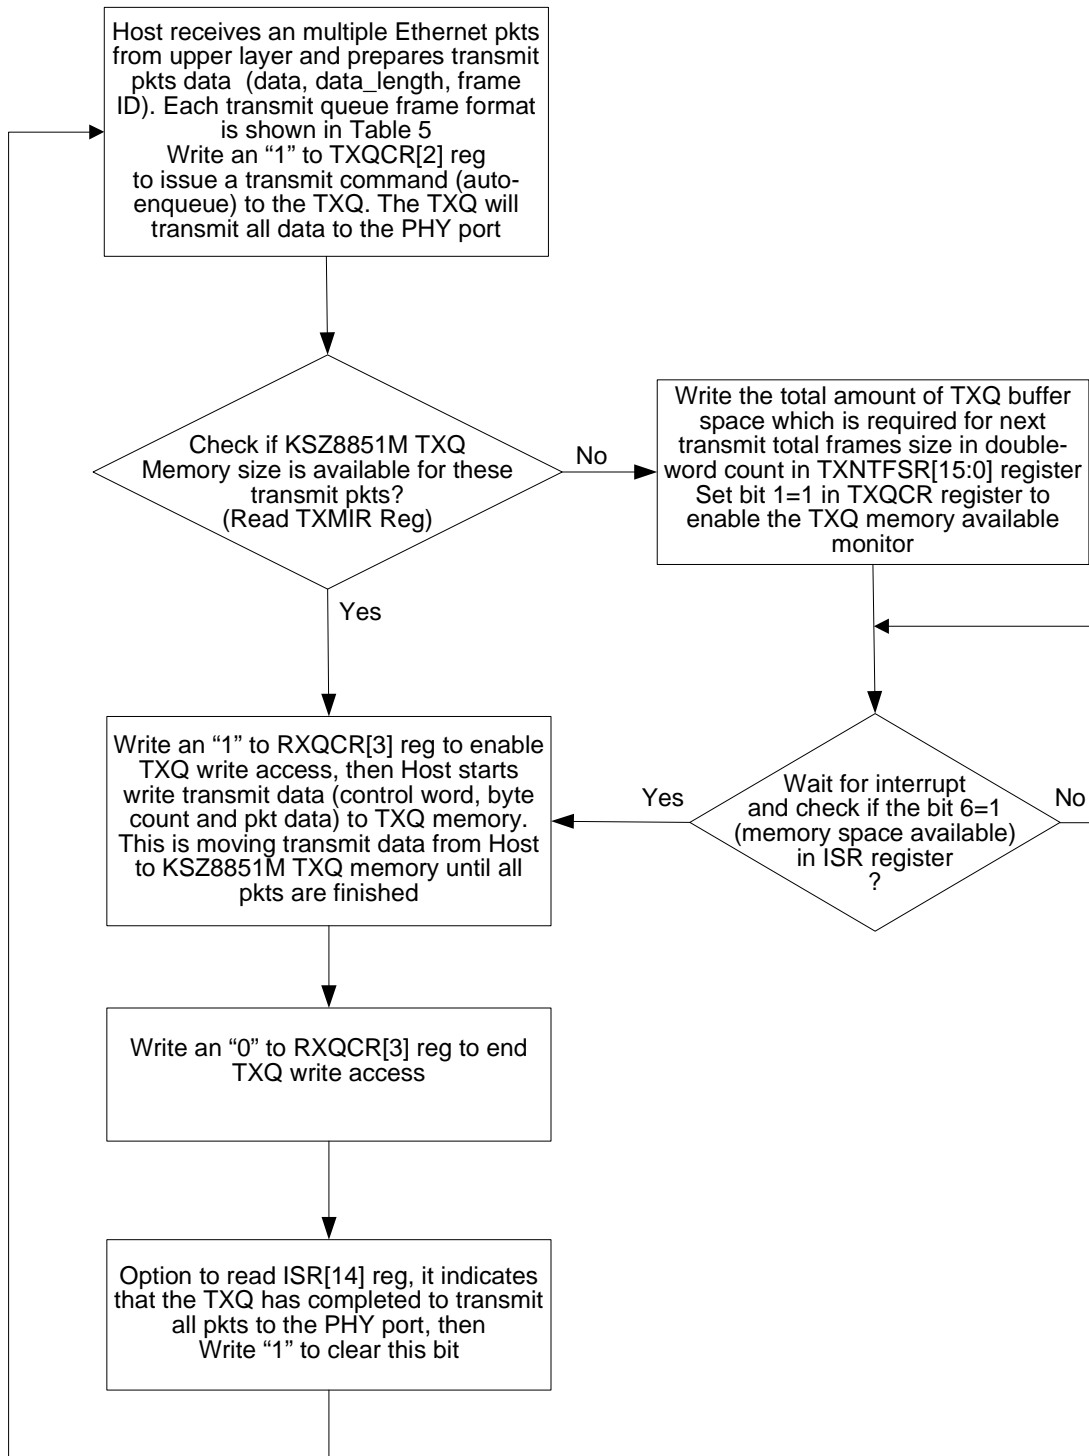 Host receives an multiple Ethernet pkts
from upper layer and prepares transmit
pkts data (data, data_length, frame
ID). Each transmit queue frame format
is shown in Table 5
Write an “1” to TXQCR[2] reg
to issue a transmit command (auto-
enqueue) to the TXQ. The TXQ will
transmit all data to the PHY port
Check if KSZ8851M TXQ
Memory size is available for these
transmit pkts?
(Read TXMIR Reg)
No
Write the total amount of TXQ buffer
space which is required for next
transmit total frames size in double-
word count in TXNTFSR[15:0] register
Set bit 1=1 in TXQCR register to
enable the TXQ memory available
monitor
Yes
Write an “1” to RXQCR[3] reg to enable
TXQ write access, then Host starts
write transmit data (control word, byte
count and pkt data) to TXQ memory.
This is moving transmit data from Host
to KSZ8851M TXQ memory until all
pkts are finished
Yes
Wait for interrupt
and check if the bit 6=1
(memory space available)
in ISR register
?
No
Write an “0” to RXQCR[3] reg to end
TXQ write access
Option to read ISR[14] reg, it indicates
that the TXQ has completed to transmit
all pkts to the PHY port, then
Write “1” to clear this bit